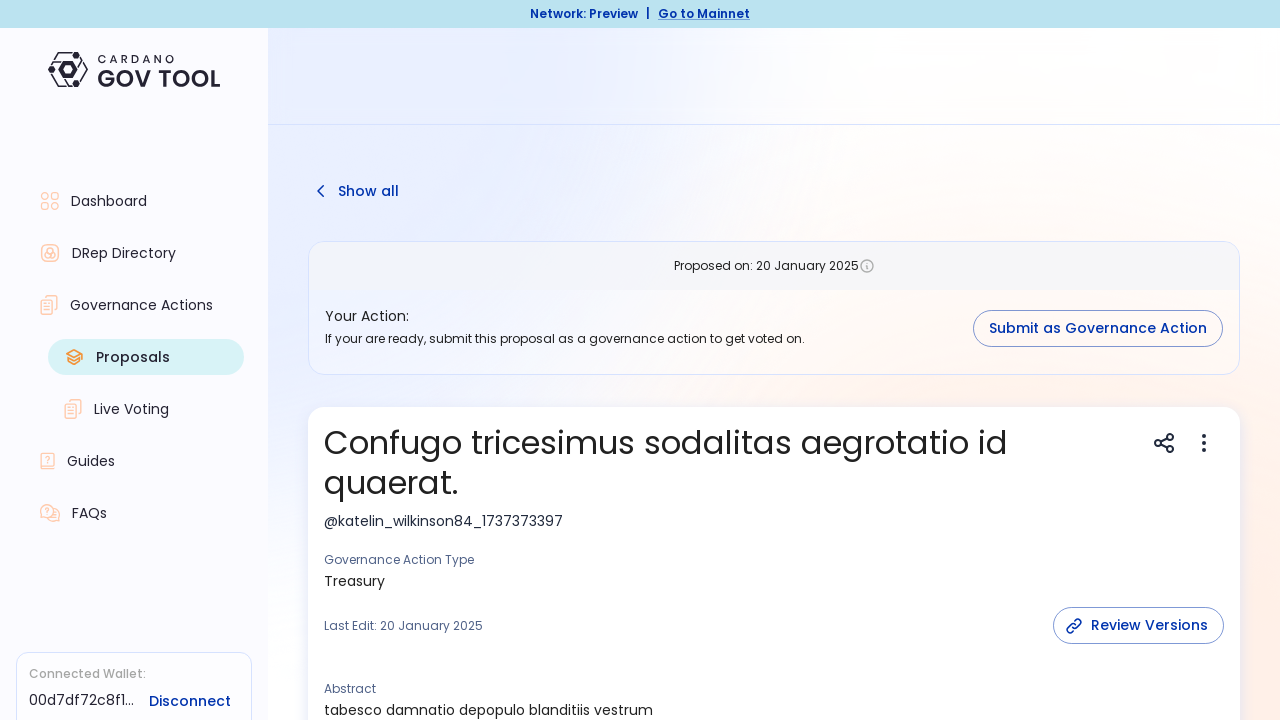 Network: Preview | Go to Mainnet
CARDANO
GOV TOOL
Dashboard
DRep Directory
Governance Actions
Proposals
Live Voting
Guides
FAQs
Connected Wallet:
00d7df72c8f1...
Disconnect
Show all
Proposed on: 20 January 2025
Your Action:
If your are ready, submit this proposal as a governance action to get voted on.
Submit as Governance Action
Confugo tricesimus sodalitas aegrotatio id
quaerat.
@katelin_wilkinson84_1737373397
Governance Action Type
Treasury
Last Edit: 20 January 2025
Review Versions
Abstract
tabesco damnatio depopulo blanditiis vestrum